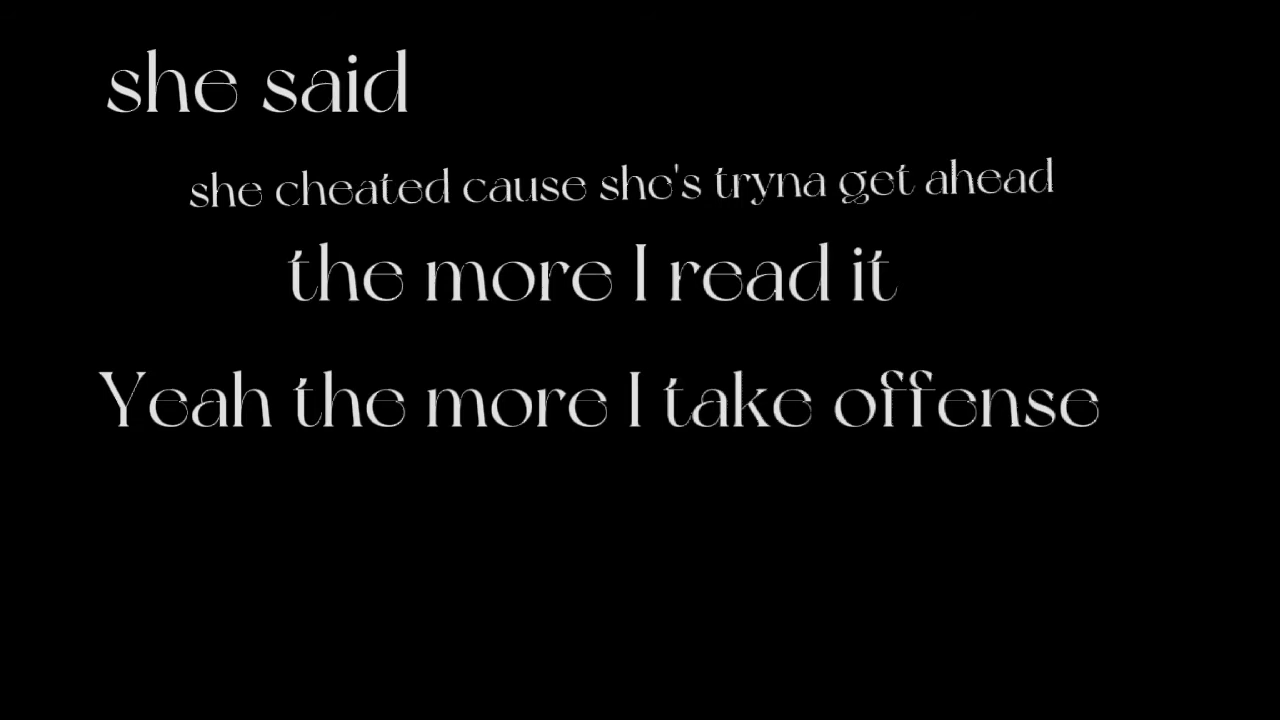 she said
she cheated cause she's tryna get ahead
the more I read it
Yeah the more I take offense